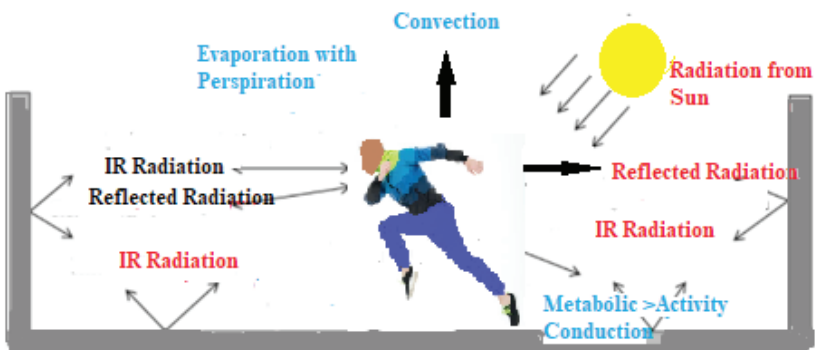 Convection
Evaporation with
Perspiration
Radiation from
Sun
IR Radiation
Reflected Radiation
Reflected Radiation
IR Radiation
IR Radiation
Metabolic >Activity
Conduction